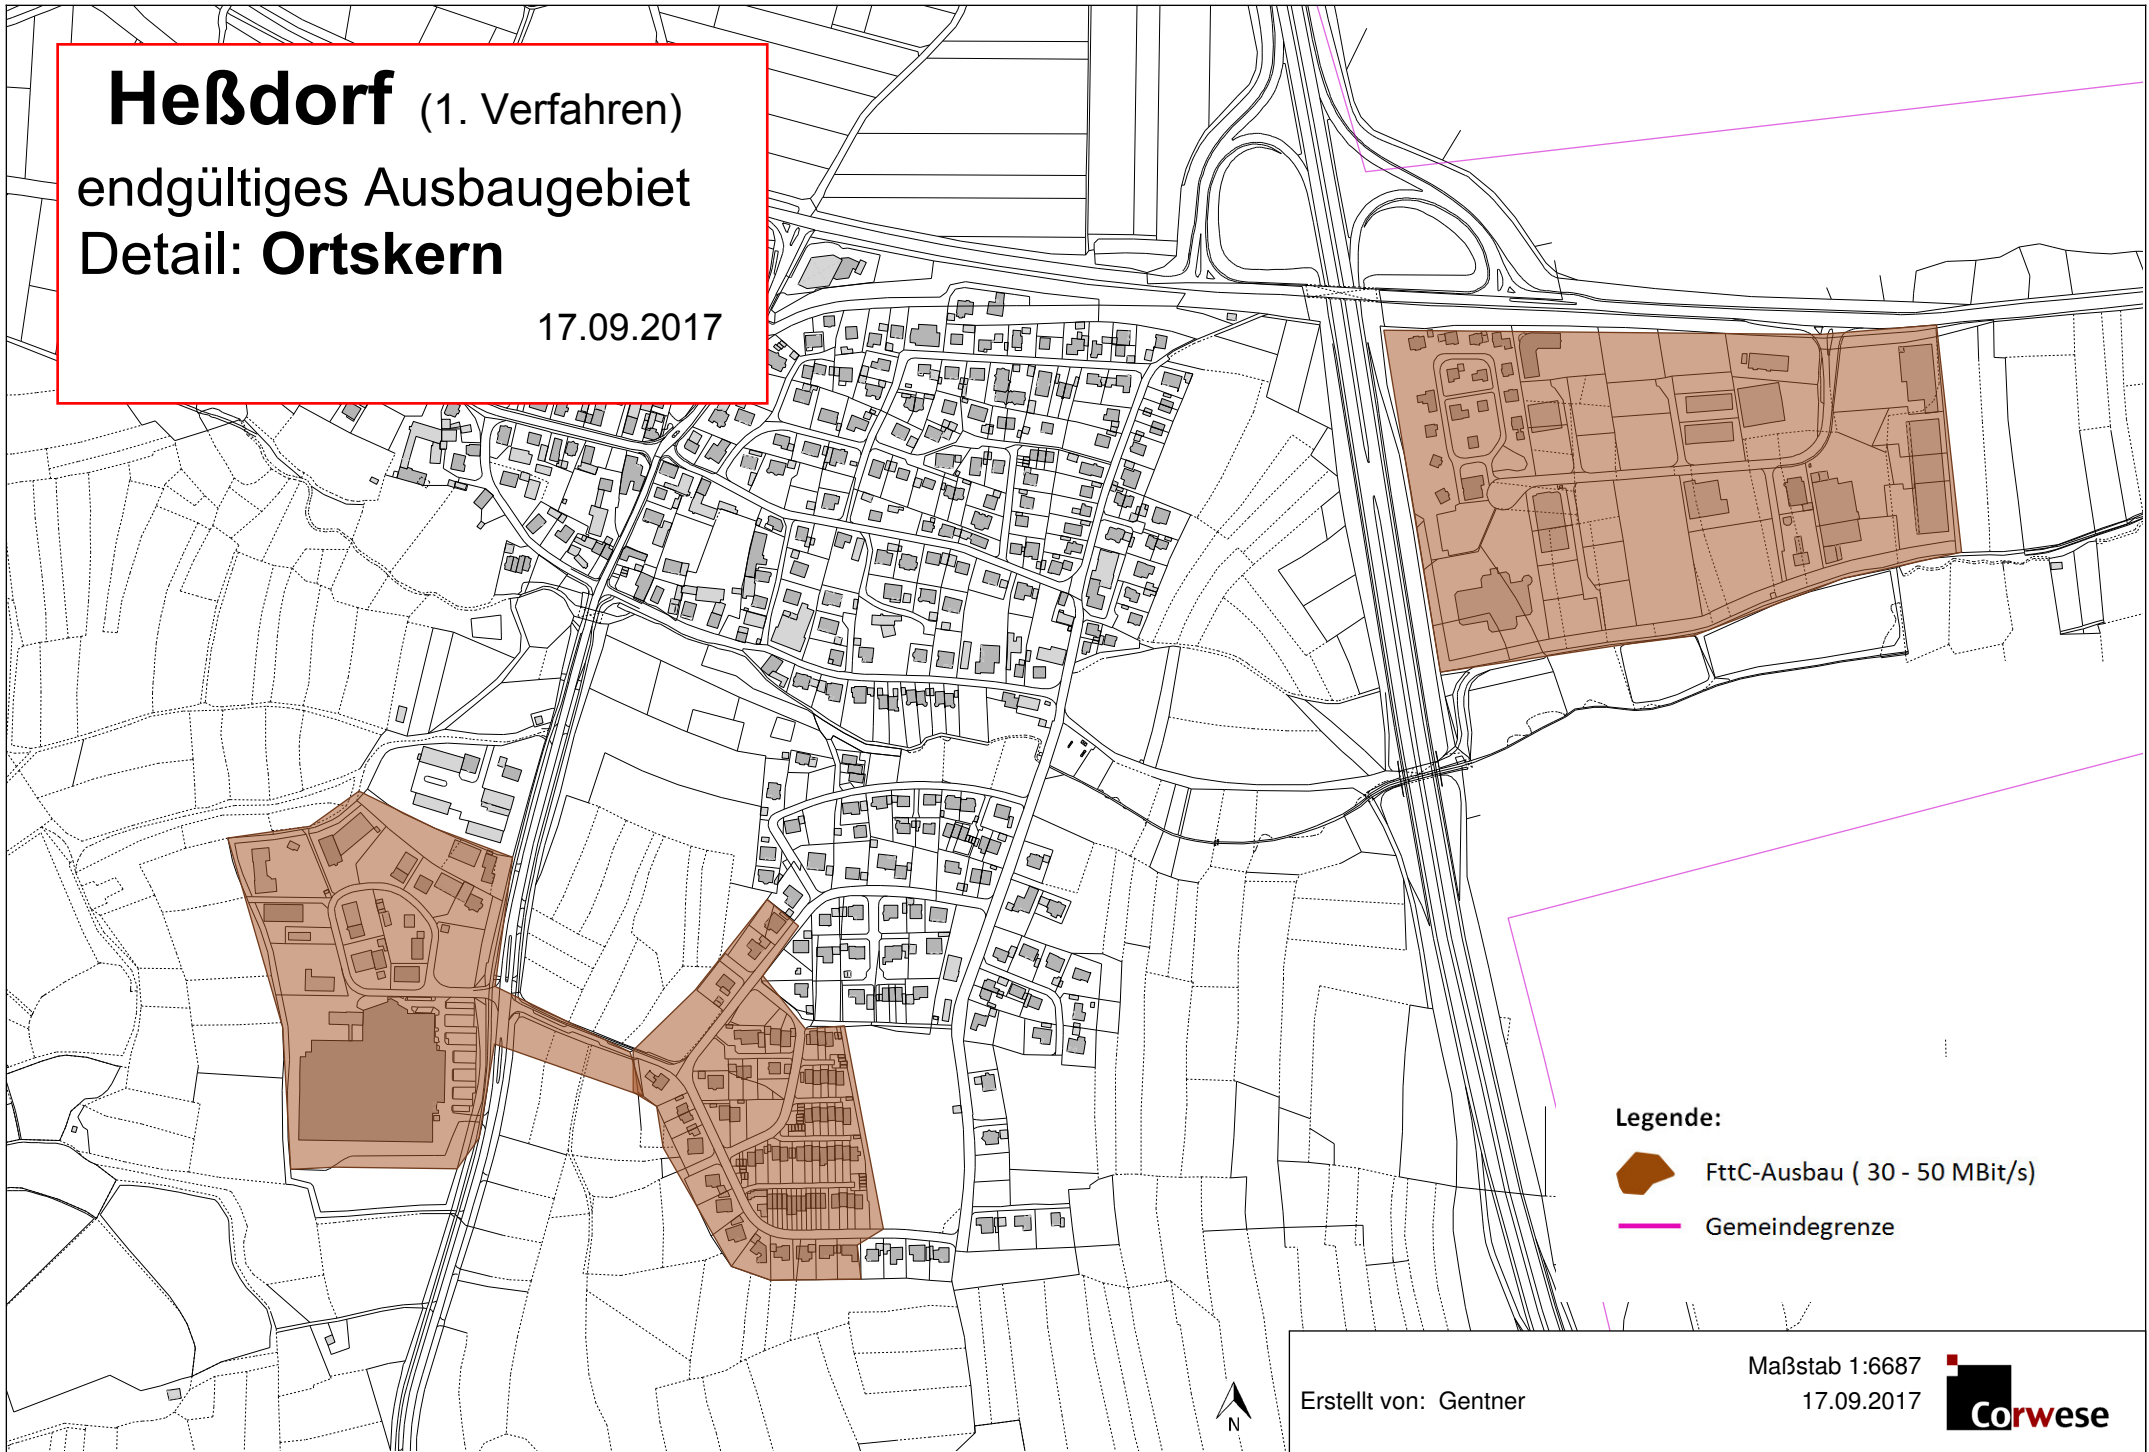 Heßdorf (1. Verfahren)
endgültiges Ausbaugebiet
Detail: Ortskern
17.09.2017
Legende:
FttC-Ausbau ( 30 - 50 MBit/s)
Gemeindegrenze
N
Erstellt von: Gentner
Maßstab 1:6687
17.09.2017
Corwese